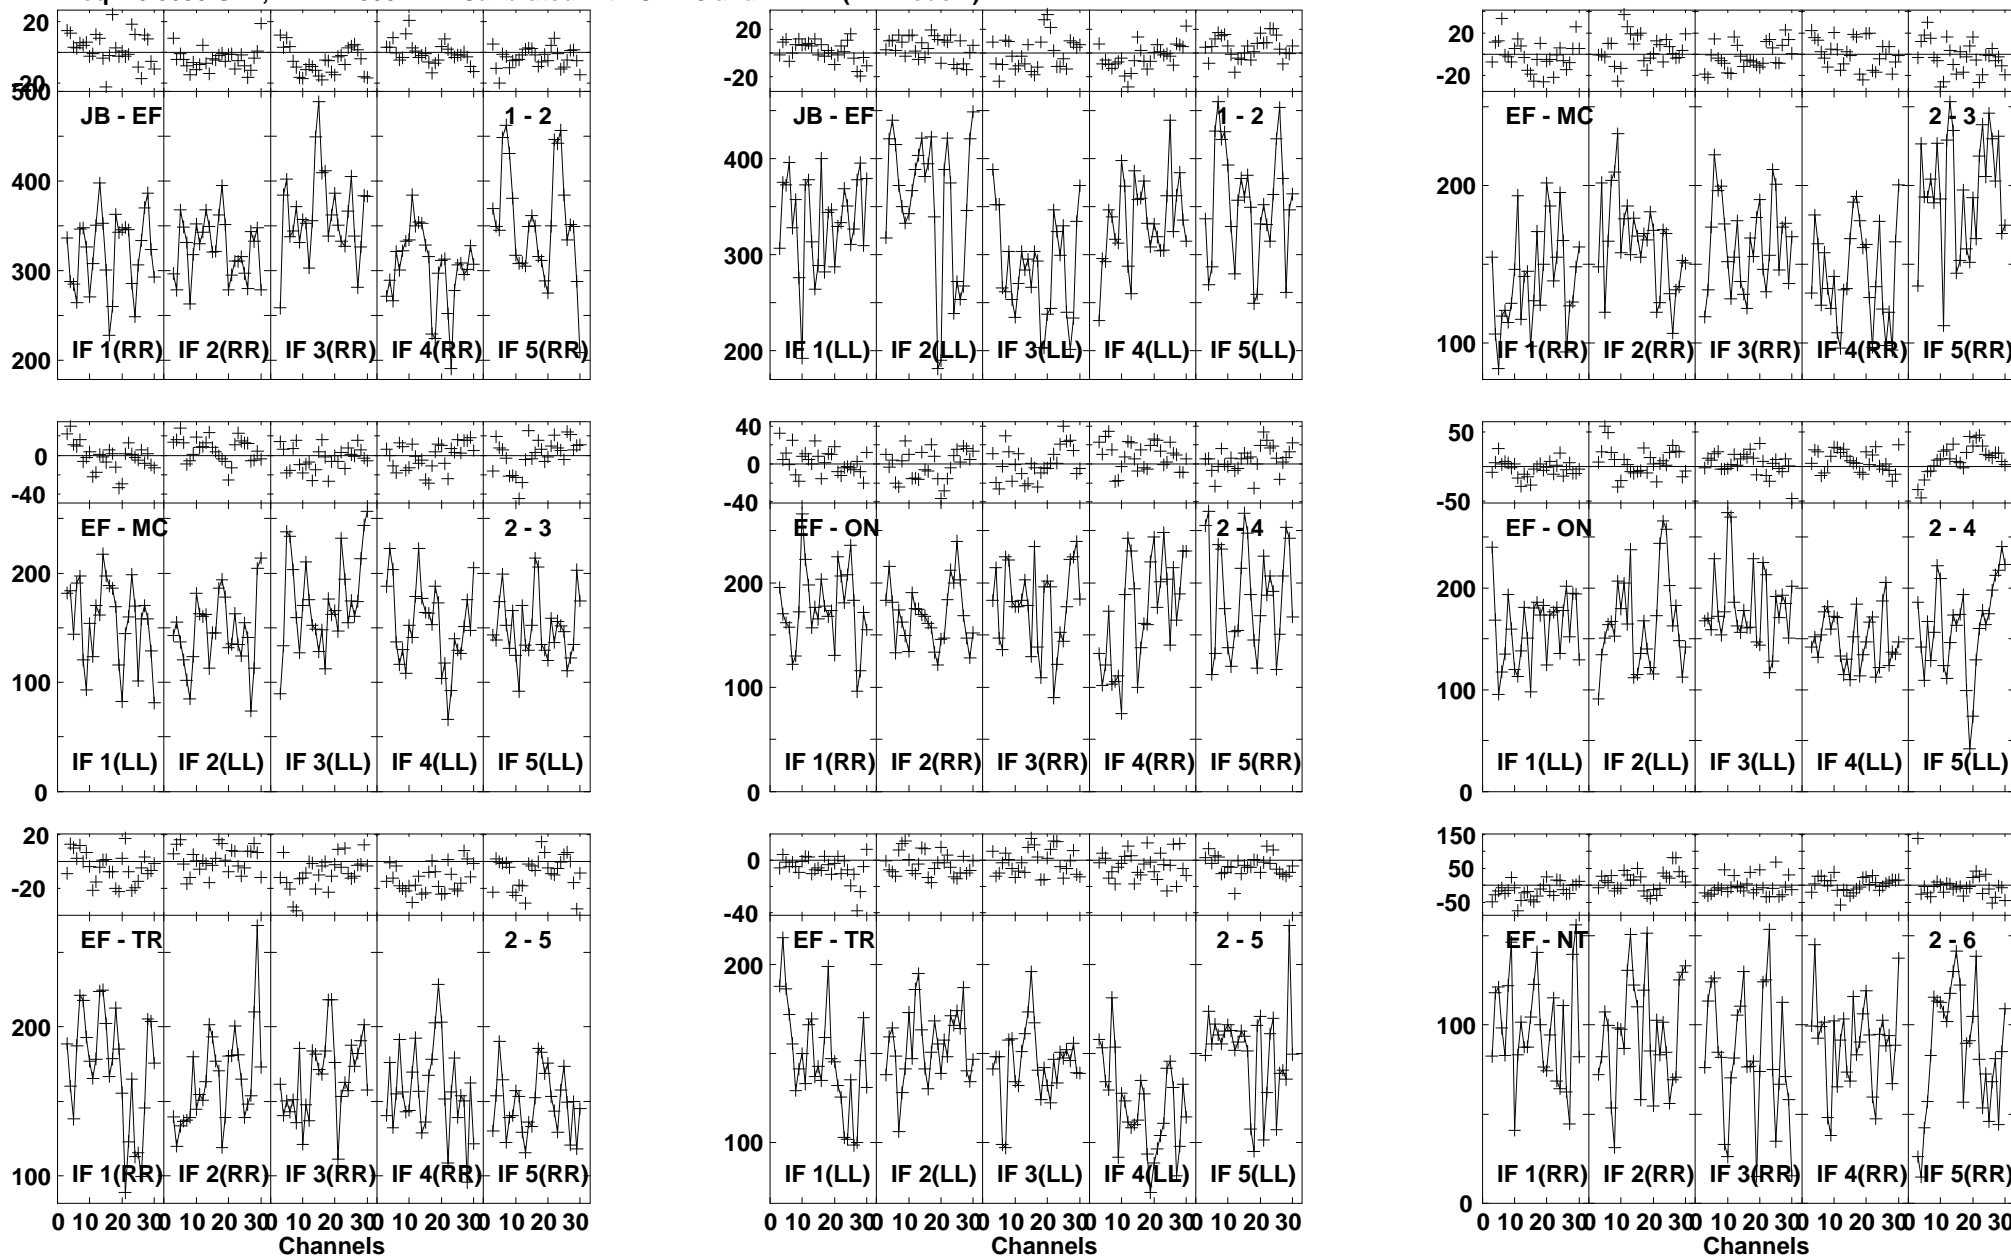 20
-20
500
400
300
200
JB - EF
1 - 2
IF 1(RR)
IF 2(RR)
IF 3(RR)
IF 4(RR)
IF 5(RR)
20
0
-20
400
300
200
JB - EF
1 - 2
IF 1(LL)
IF 2(LL)
IF 3(LL)
IF 4(LL)
IF 5(LL)
20
0
-20
200
100
EF - MC
2 - 3
IF 1(RR)
IF 2(RR)
IF 3(RR)
IF 4(RR)
IF 5(RR)
0
-40
200
100
0
EF - MC
2 - 3
IF 1(LL)
IF 2(LL)
IF 3(LL)
IF 4(LL)
IF 5(LL)
40
0
-40
200
100
0
EF - ON
2 - 4
IF 1(RR)
IF 2(RR)
IF 3(RR)
IF 4(RR)
IF 5(RR)
50
0
-50
200
100
0
EF - ON
2 - 4
IF 1(LL)
IF 2(LL)
IF 3(LL)
IF 4(LL)
IF 5(LL)
20
0
-20
200
100
EF - TR
2 - 5
IF 1(RR)
IF 2(RR)
IF 3(RR)
IF 4(RR)
IF 5(RR)
0 10 20 30 0 10 20 30 0 10 20 30 0 10 20 30 0 10 20 30
Channels
0
-40
200
100
EF - TR
2 - 5
IF 1(LL)
IF 2(LL)
IF 3(LL)
IF 4(LL)
IF 5(LL)
0 10 20 30 0 10 20 30 0 10 20 30 0 10 20 30 0 10 20 30
Channels
150
50
-50
100
0
EF - NT
2 - 6
IF 1(RR)
IF 2(RR)
IF 3(RR)
IF 4(RR)
IF 5(RR)
0 10 20 30 0 10 20 30 0 10 20 30 0 10 20 30 0 10 20 30
Channels